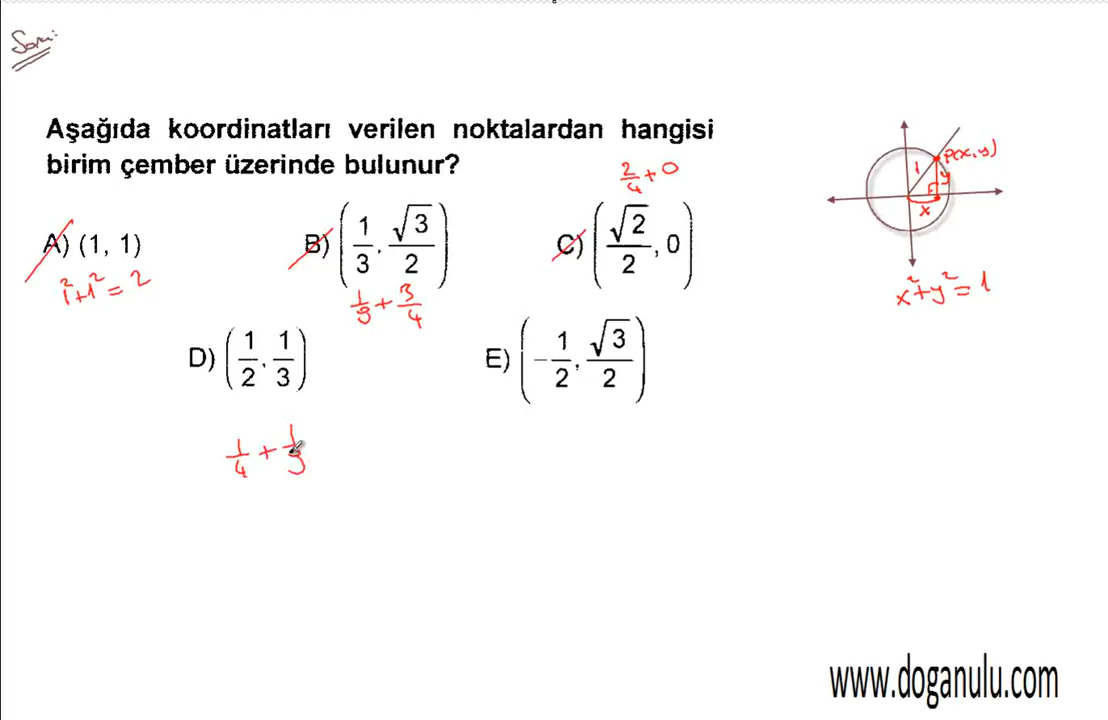 Soru:
Aşağıda koordinatları verilen noktalardan hangisi
birim çember üzerinde bulunur?
A) (1, 1)
1² + 1² = 2
B) (1/3, √3/2)
1/9 + 3/4
C) (√2/2, 0)
2/4 + 0
D) (1/2, 1/3)
1/4 + 1/9
E) (-1/2, √3/2)
P(x,y)
1
y
x
x² + y² = 1
www.doganulu.com